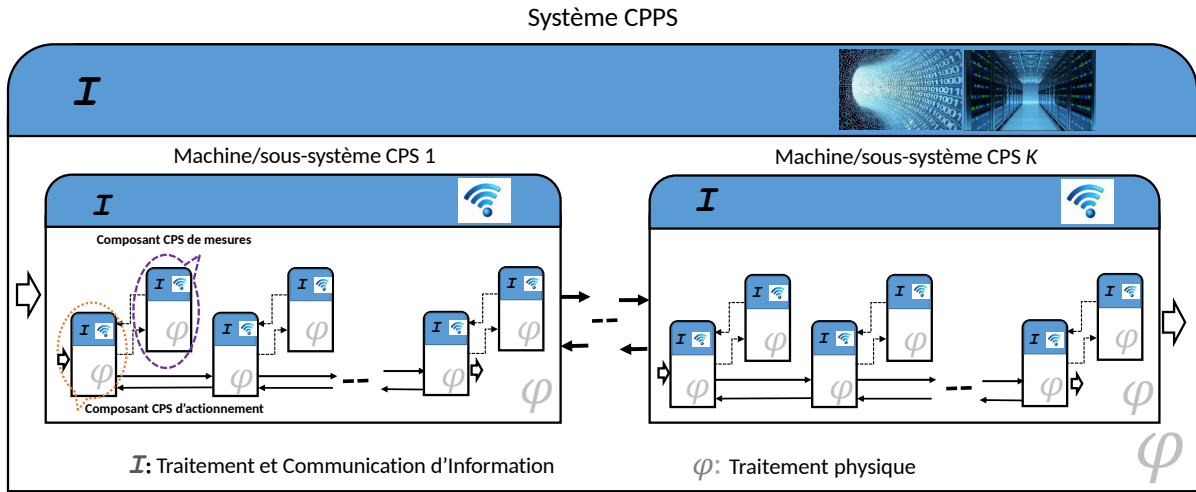 Système CPPS
I
Machine/sous-système CPS 1
Machine/sous-système CPS K
I
I
Composant CPS de mesures
I
I
I
I
I
I
I
I
I
I
I
I
φ
φ
φ
φ
φ
φ
φ
φ
φ
φ
φ
φ
Composant CPS d’actionnement
φ
φ
φ
I: Traitement et Communication d’Information
φ: Traitement physique